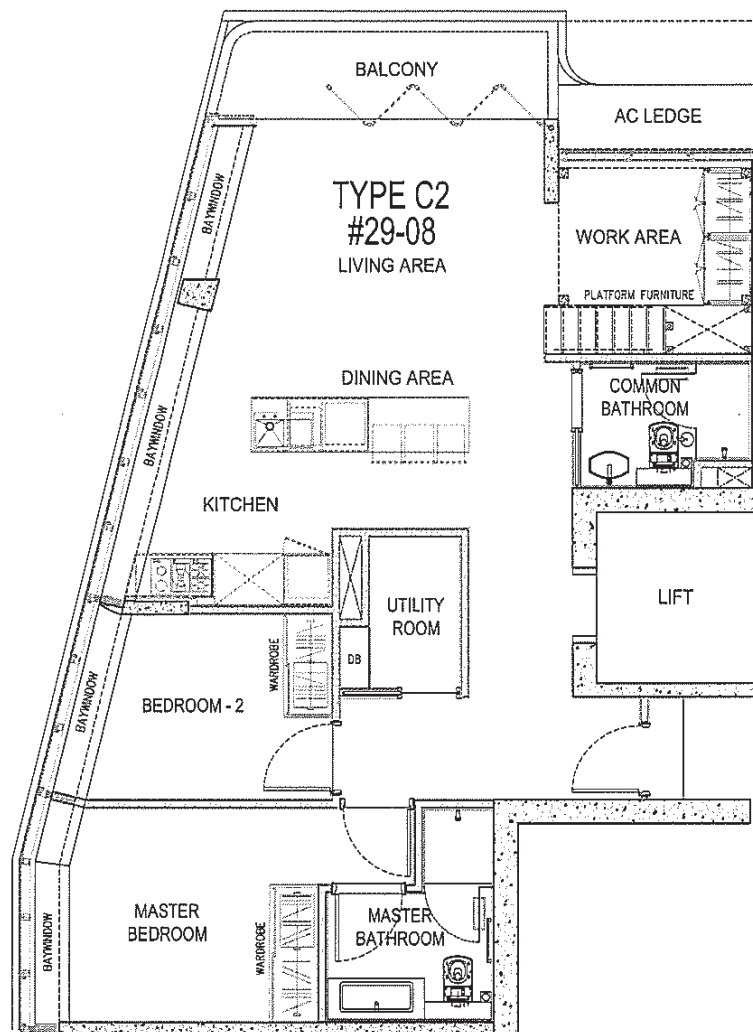 BALCONY
AC LEDGE
BAYWINDOW
TYPE C2
#29-08
LIVING AREA
WORK AREA
PLATFORM FURNITURE
DINING AREA
COMMON
BATHROOM
BAYWINDOW
KITCHEN
UTILITY
ROOM
LIFT
WARDROBE
DB
BAYWINDOW
BEDROOM - 2
MASTER
BEDROOM
WARDROBE
MASTER
BATHROOM
BAYWINDOW